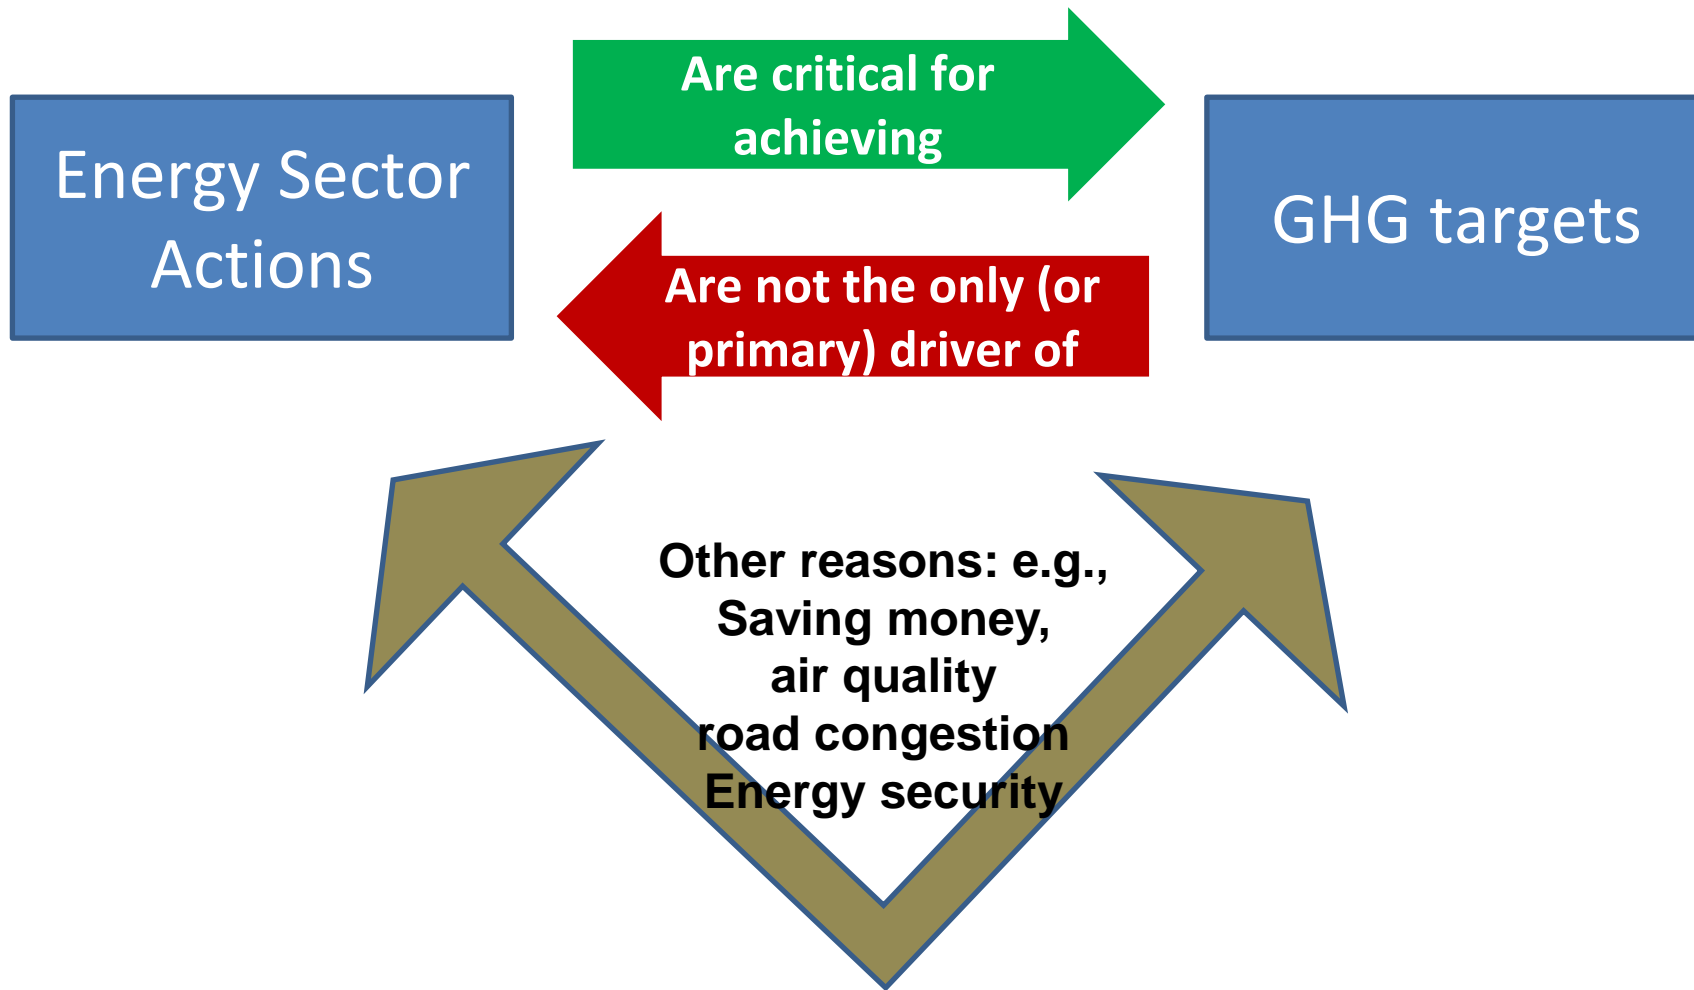 Energy Sector
Actions
Are critical for
achieving
GHG targets
Are not the only (or
primary) driver of
Other reasons: e.g.,
Saving money,
air quality
road congestion
Energy security